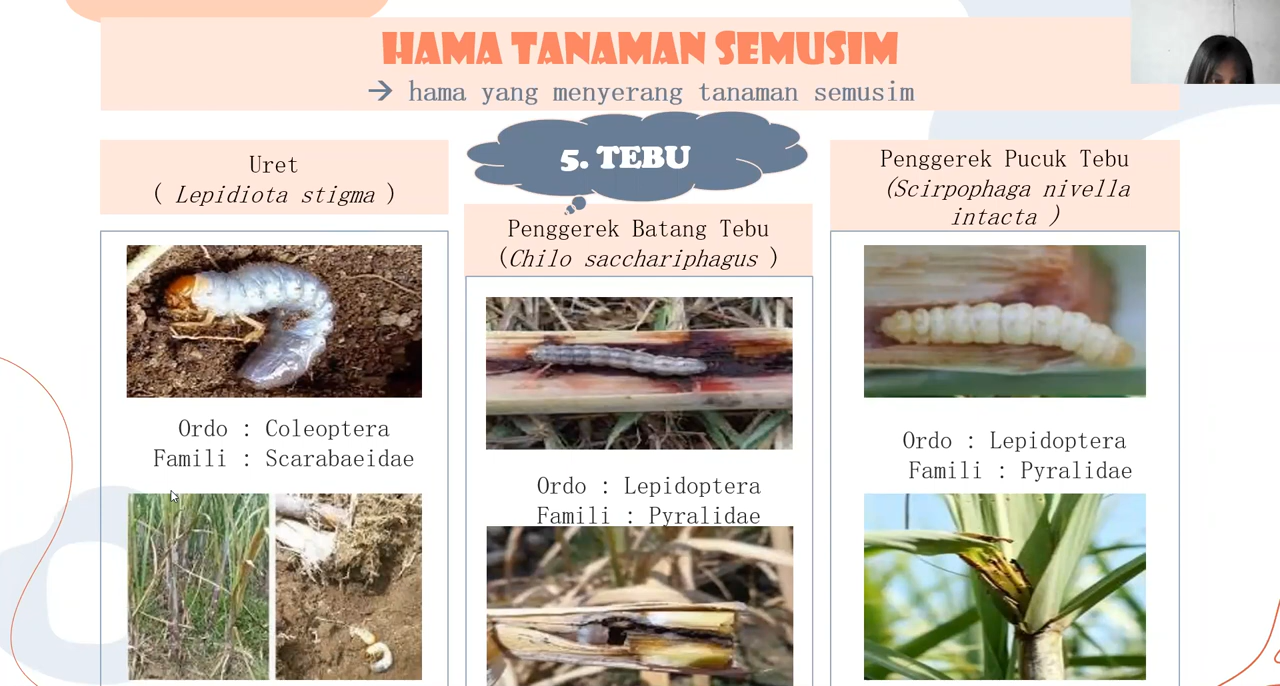 HAMA TANAMAN SEMUSIM
→ hama yang menyerang tanaman semusim
5. TEBU
Uret
( Lepidiota stigma )
Ordo : Coleoptera
Famili : Scarabaeidae
Penggerek Batang Tebu
(Chilo sacchariphagus )
Ordo : Lepidoptera
Famili : Pyralidae
Penggerek Pucuk Tebu
(Scirpophaga nivella
intacta )
Ordo : Lepidoptera
Famili : Pyralidae